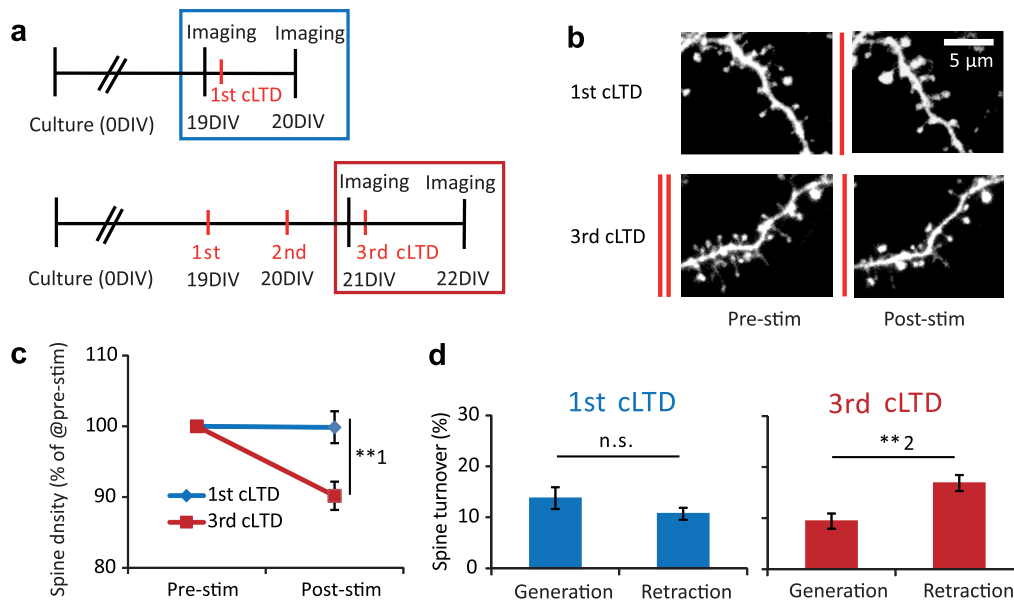 a
Imaging Imaging
1st cLTD
Culture (0DIV) 19DIV 20DIV
Imaging Imaging
1st 2nd 3rd cLTD
Culture (0DIV) 19DIV 20DIV 21DIV 22DIV
b
5 µm
1st cLTD
3rd cLTD
Pre-stim Post-stim
c
Spine dnsity (% of @pre-stim)
110
100
90
80
**1
1st cLTD
3rd cLTD
Pre-stim Post-stim
d
Spine turnover (%)
30
20
10
0
1st cLTD
n.s.
Generation Retraction
3rd cLTD
**2
Generation Retraction